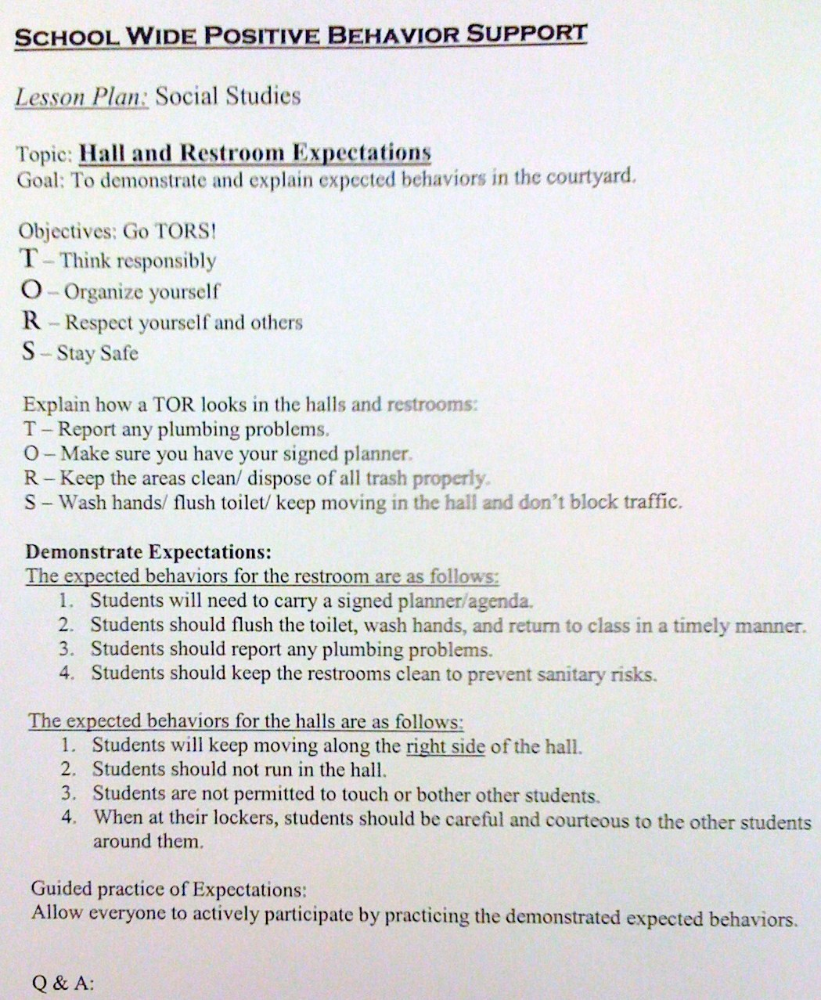 SCHOOL WIDE POSITIVE BEHAVIOR SUPPORT
Lesson Plan: Social Studies
Topic: Hall and Restroom Expectations
Goal: To demonstrate and explain expected behaviors in the courtyard.
Objectives: Go TORS!
T – Think responsibly
O – Organize yourself
R – Respect yourself and others
S – Stay Safe
Explain how a TOR looks in the halls and restrooms:
T – Report any plumbing problems.
O – Make sure you have your signed planner.
R – Keep the areas clean/ dispose of all trash properly.
S – Wash hands/ flush toilet/ keep moving in the hall and don't block traffic.
Demonstrate Expectations:
The expected behaviors for the restroom are as follows:
1. Students will need to carry a signed planner/agenda.
2. Students should flush the toilet, wash hands, and return to class in a timely manner.
3. Students should report any plumbing problems.
4. Students should keep the restrooms clean to prevent sanitary risks.
The expected behaviors for the halls are as follows:
1. Students will keep moving along the right side of the hall.
2. Students should not run in the hall.
3. Students are not permitted to touch or bother other students.
4. When at their lockers, students should be careful and courteous to the other students
around them.
Guided practice of Expectations:
Allow everyone to actively participate by practicing the demonstrated expected behaviors.
Q & A: